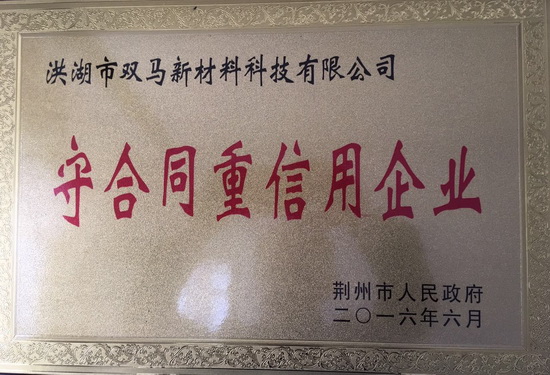 洪湖市双马新材料科技有限公司
守合同重信用企业
荆州市人民政府
二〇一六年六月